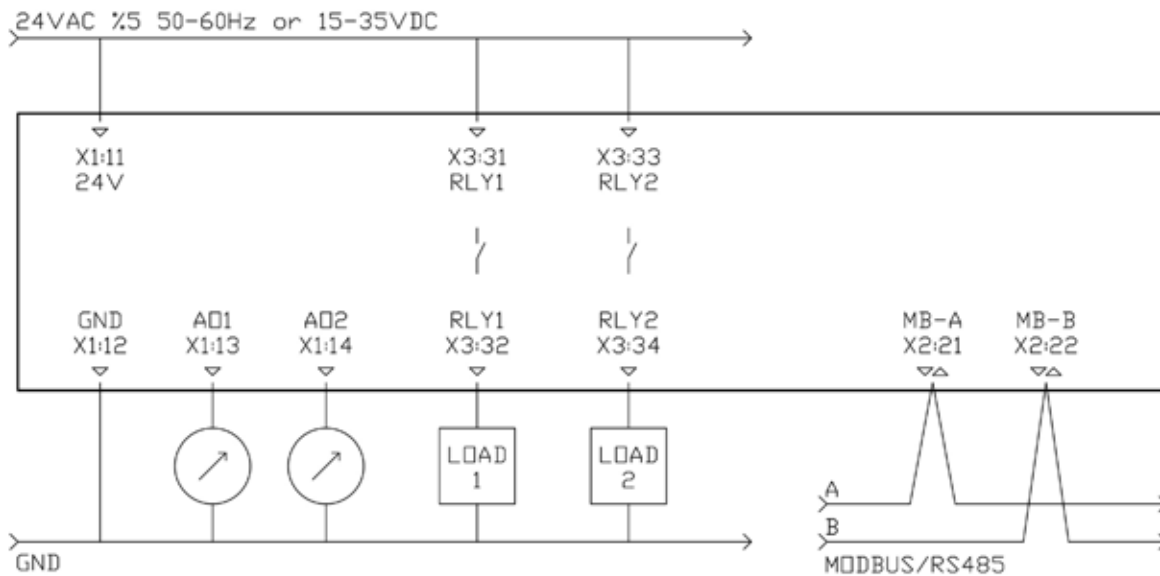 24VAC %5 50-60Hz or 15-35VDC
X1:11 X3:31 X3:33
24V RLY1 RLY2
GND AO1 AO2 RLY1 RLY2 MB-A MB-B
X1:12 X1:13 X1:14 X3:32 X3:34 X2:21 X2:22
LOAD LOAD
1 2
A
B
GND MODBUS/RS485